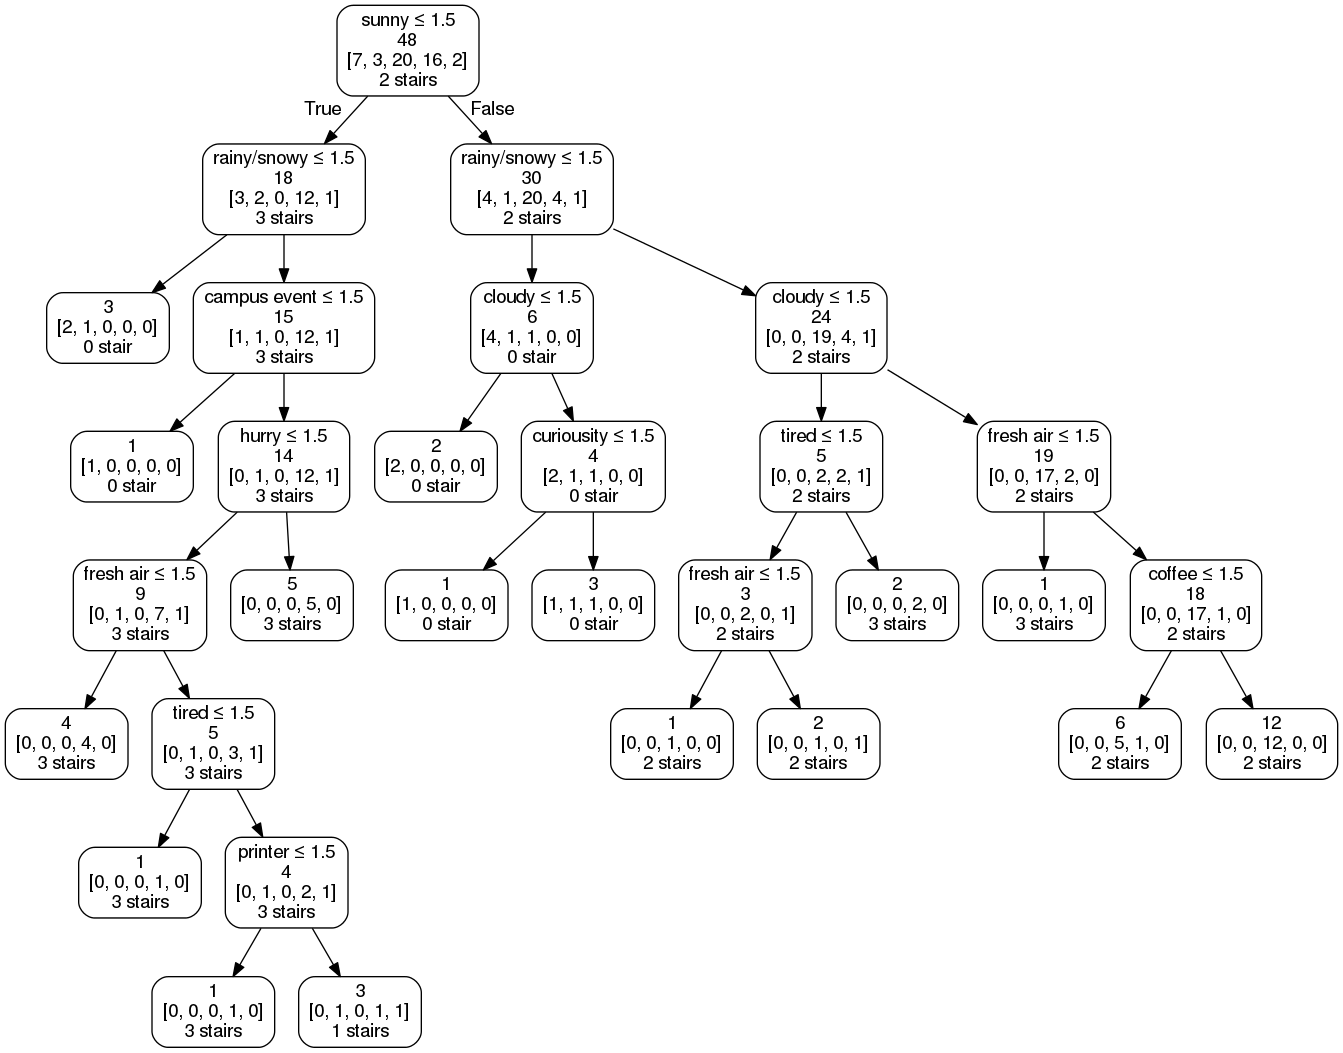 sunny ≤ 1.5
48
[7, 3, 20, 16, 2]
2 stairs
True
False
rainy/snowy ≤ 1.5
18
[3, 2, 0, 12, 1]
3 stairs
rainy/snowy ≤ 1.5
30
[4, 1, 20, 4, 1]
2 stairs
3
[2, 1, 0, 0, 0]
0 stair
campus event ≤ 1.5
15
[1, 1, 0, 12, 1]
3 stairs
cloudy ≤ 1.5
6
[4, 1, 1, 0, 0]
0 stair
cloudy ≤ 1.5
24
[0, 0, 19, 4, 1]
2 stairs
1
[1, 0, 0, 0, 0]
0 stair
hurry ≤ 1.5
14
[0, 1, 0, 12, 1]
3 stairs
2
[2, 0, 0, 0, 0]
0 stair
curiousity ≤ 1.5
4
[2, 1, 1, 0, 0]
0 stair
tired ≤ 1.5
5
[0, 0, 2, 2, 1]
2 stairs
fresh air ≤ 1.5
19
[0, 0, 17, 2, 0]
2 stairs
fresh air ≤ 1.5
9
[0, 1, 0, 7, 1]
3 stairs
5
[0, 0, 0, 5, 0]
3 stairs
1
[1, 0, 0, 0, 0]
0 stair
3
[1, 1, 1, 0, 0]
0 stair
fresh air ≤ 1.5
3
[0, 0, 2, 0, 1]
2 stairs
2
[0, 0, 0, 2, 0]
3 stairs
1
[0, 0, 0, 1, 0]
3 stairs
coffee ≤ 1.5
18
[0, 0, 17, 1, 0]
2 stairs
4
[0, 0, 0, 4, 0]
3 stairs
tired ≤ 1.5
5
[0, 1, 0, 3, 1]
3 stairs
1
[0, 0, 1, 0, 0]
2 stairs
2
[0, 0, 1, 0, 1]
2 stairs
6
[0, 0, 5, 1, 0]
2 stairs
12
[0, 0, 12, 0, 0]
2 stairs
1
[0, 0, 0, 1, 0]
3 stairs
printer ≤ 1.5
4
[0, 1, 0, 2, 1]
3 stairs
1
[0, 0, 0, 1, 0]
3 stairs
3
[0, 1, 0, 1, 1]
1 stairs